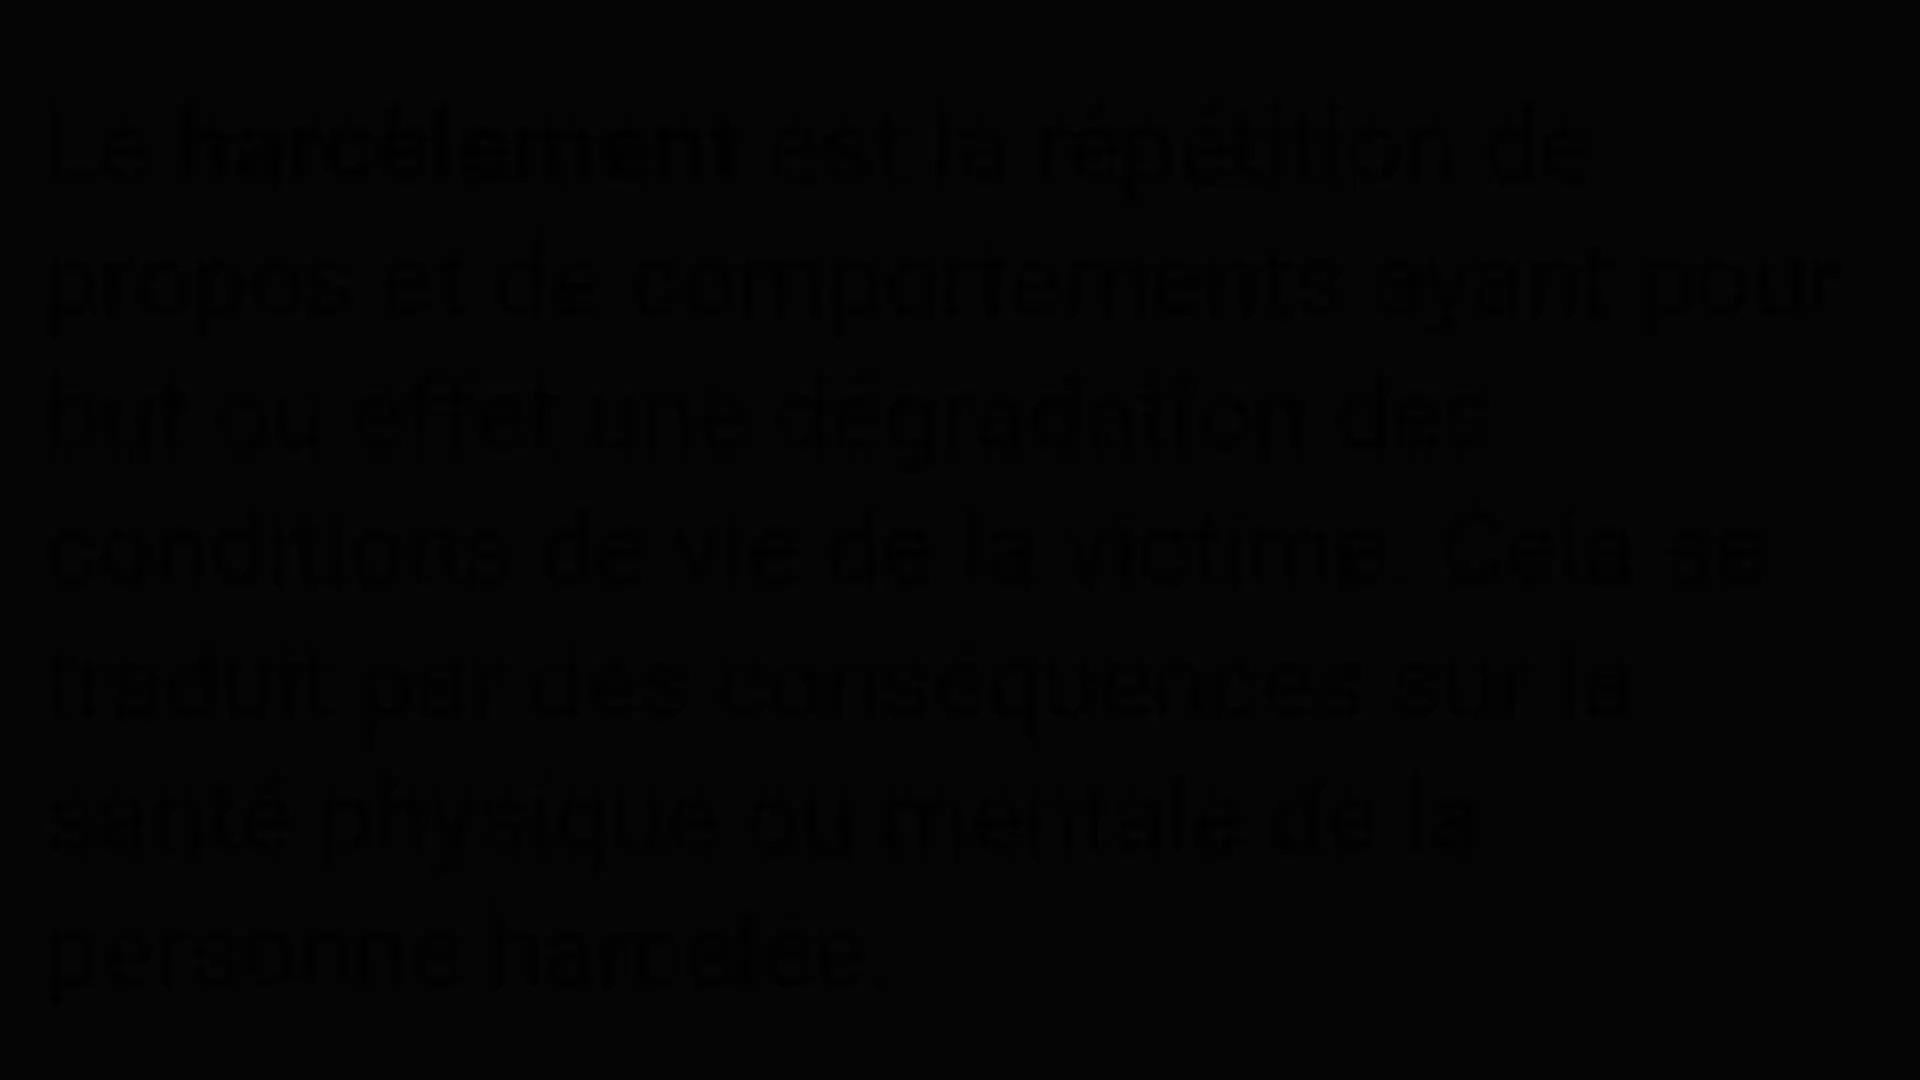 Le harcèlement est la répétition de
propos et de comportements ayant pour
but ou effet une dégradation des
conditions de vie de la victime. Cela se
traduit par des conséquences sur la
santé physique ou mentale de la
personne harcelée.